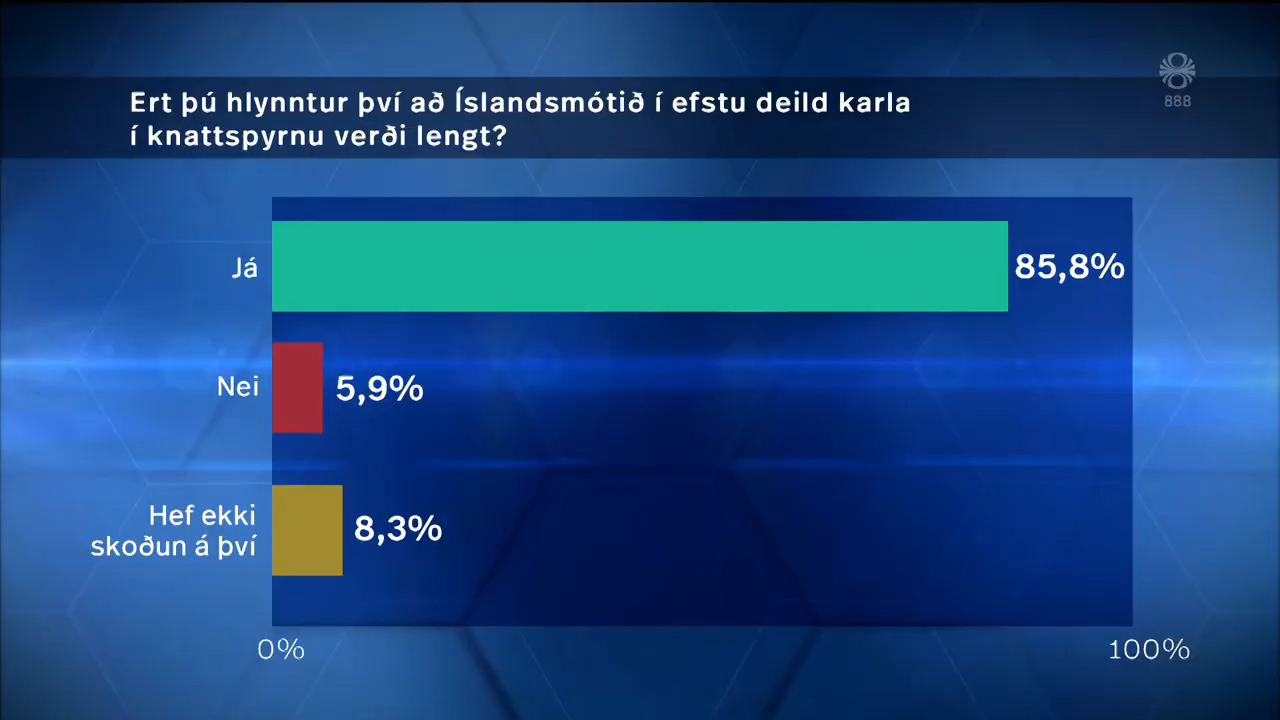 Ert þú hlynntur því að Íslandsmótið í efstu deild karla
í knattspyrnu verði lengt?
888
Já
85,8%
Nei
5,9%
Hef ekki
skoðun á því
8,3%
0%
100%